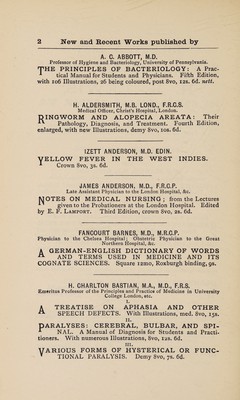 2 New and Recent Works published by
A. C. ABBOTT, M.D.
Professor of Hygiene and Bacteriology, University of Pennsylvania.
THE PRINCIPLES OF BACTERIOLOGY: A Prac-
tical Manual for Students and Physicians. Fifth Edition,
with 106 Illustrations, 26 being coloured, post 8vo, 12s. 6d. nett.
H. ALDERSMITH, M.B. LOND., F.R.C.S.
Medical Officer, Christ's Hospital, London.
RINGWORM AND ALOPECIA AREATA: Their
Pathology, Diagnosis, and Treatment. Fourth Edition,
enlarged, with new Illustrations, demy 8vo, 10s. 6d.
IZETT ANDERSON, M.D. EDIN.
YELLOW FEVER IN THE WEST INDIES.
Crown 8vo, 3s. 6d.
JAMES ANDERSON, M.D., F.R.C.P.
Late Assistant Physician to the London Hospital, &c.
NOTES ON MEDICAL NURSING; from the Lectures
given to the Probationers at the London Hospital. Edited
by E. F. LAMPORT. Third Edition, crown 8vo, 2s. 6d.
FANCOURT BARNES, M.D., M.R.C.P.
Physician to the Chelsea Hospital; Obstetric Physician to the Great
Northern Hospital, &c.
A GERMAN-ENGLISH DICTIONARY OF WORDS
AND TERMS USED IN MEDICINE AND ITS
COGNATE SCIENCES. Square 12mo, Roxburgh binding, 9s.
H. CHARLTON BASTIAN, M.A., M.D., F.R.S.
Emeritus Professor of the Principles and Practice of Medicine in University
College London, etc.
I.
A TREATISE ON APHASIA AND OTHER
SPEECH DEFECTS. With Illustrations, med. 8vo, 15s.
II.
PARALYSES: CEREBRAL, BULBAR, AND SPI-
NAL. A Manual of Diagnosis for Students and Practi-
tioners. With numerous Illustrations, 8vo, 12s. 6d.
III.
VARIOUS FORMS OF HYSTERICAL OR FUNC-
TIONAL PARALYSIS. Demy 8vo, 7s. 6d.